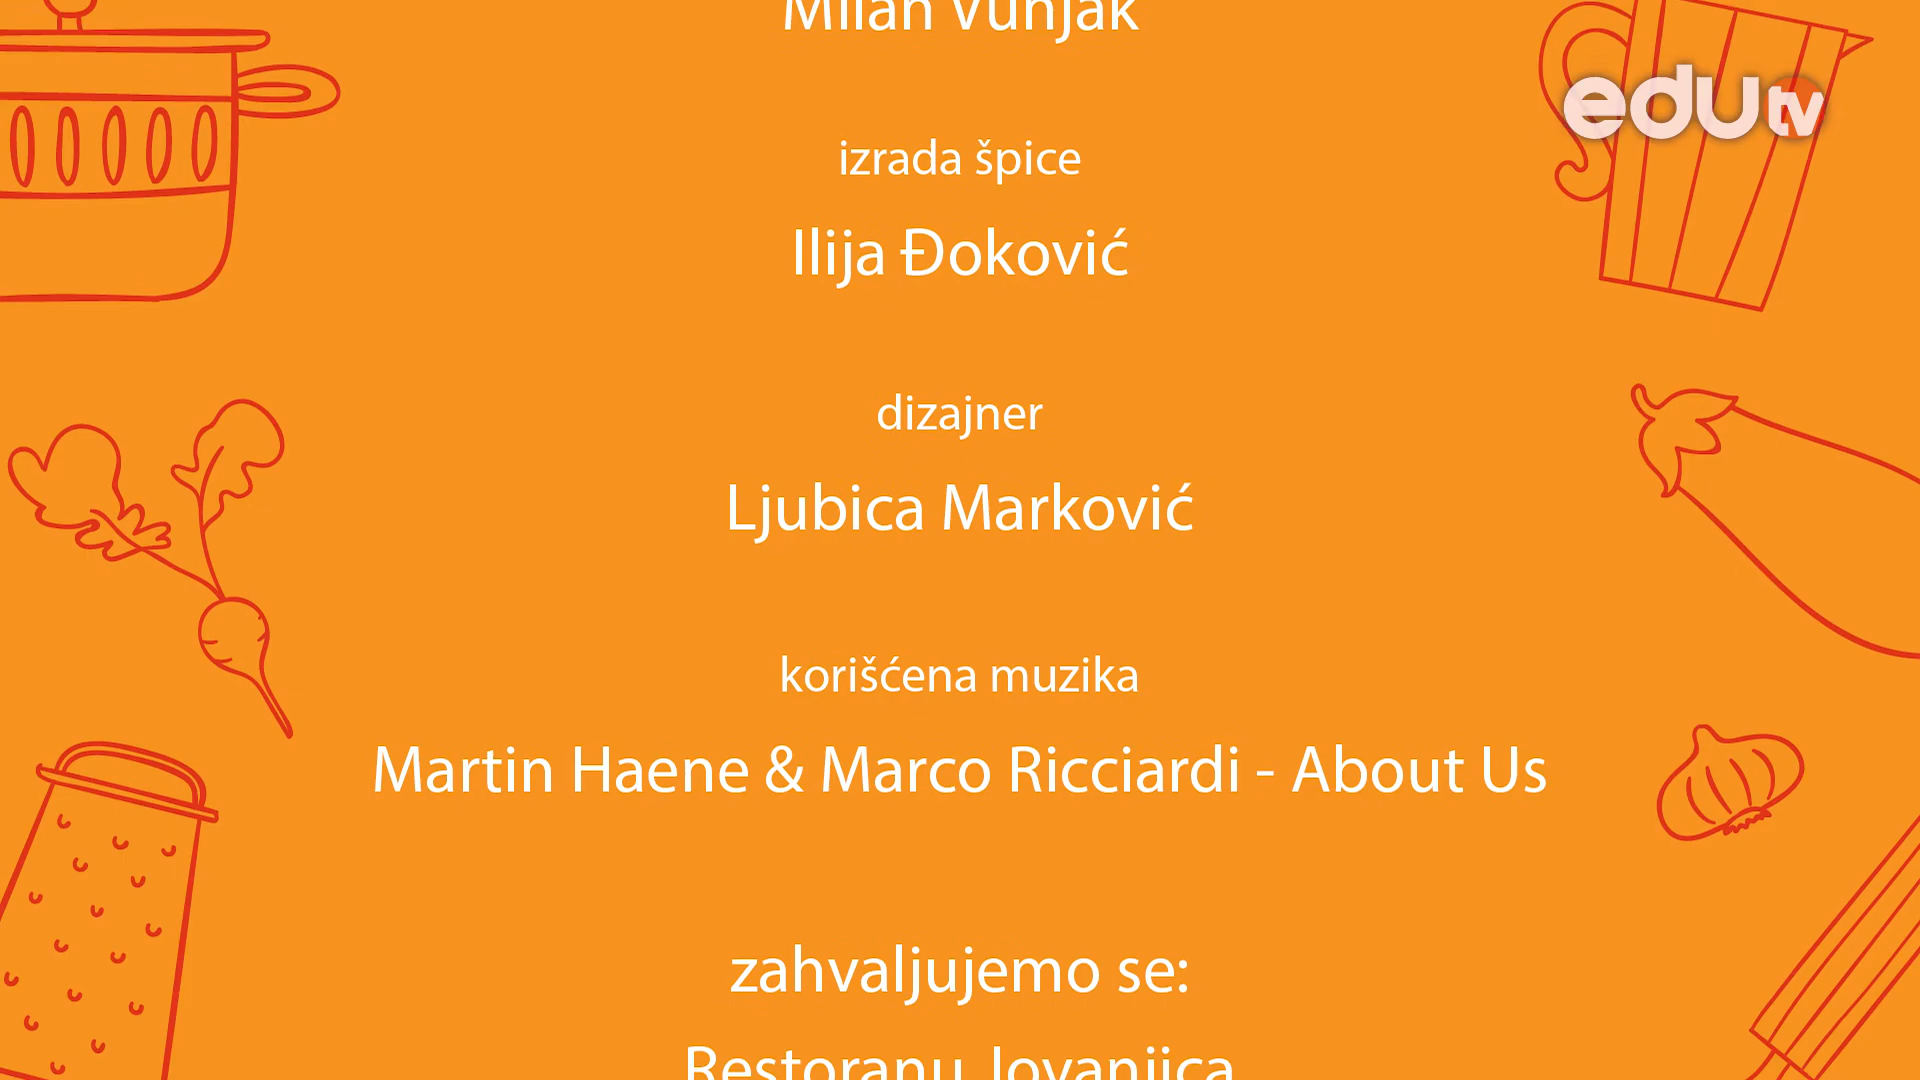 Milan Vunjak
edutv
izrada špice
Ilija Đoković
dizajner
Ljubica Marković
korišćena muzika
Martin Haene & Marco Ricciardi - About Us
zahvaljujemo se:
Restoranu Jovanjica